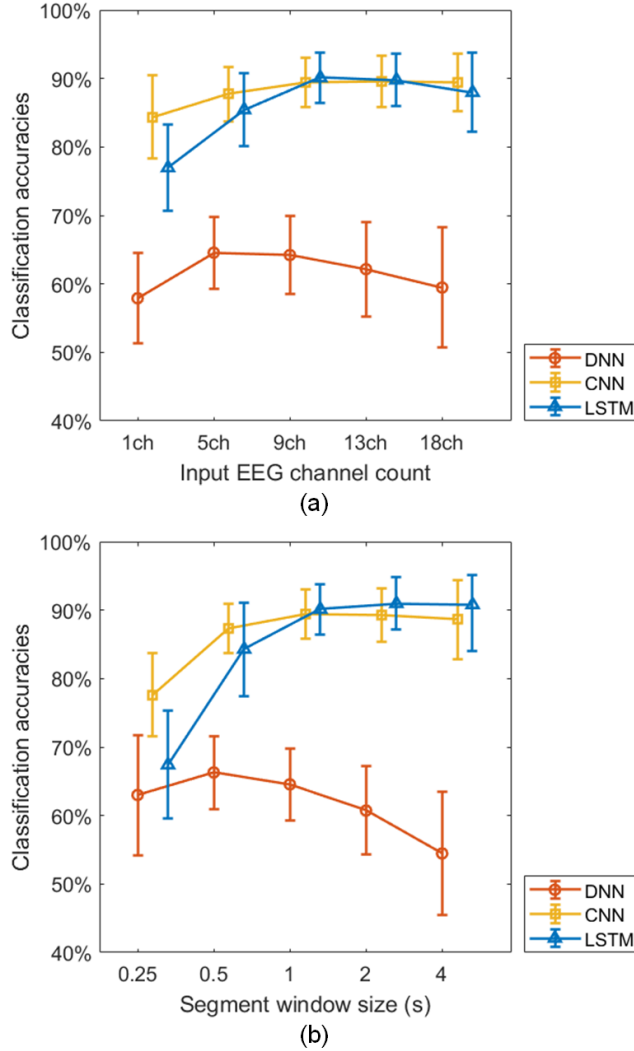 100%
90%
80%
70%
60%
50%
40%
Classification accuracies
1ch 5ch 9ch 13ch 18ch
Input EEG channel count
DNN
CNN
LSTM
(a)
100%
90%
80%
70%
60%
50%
40%
Classification accuracies
0.25 0.5 1 2 4
Segment window size (s)
DNN
CNN
LSTM
(b)